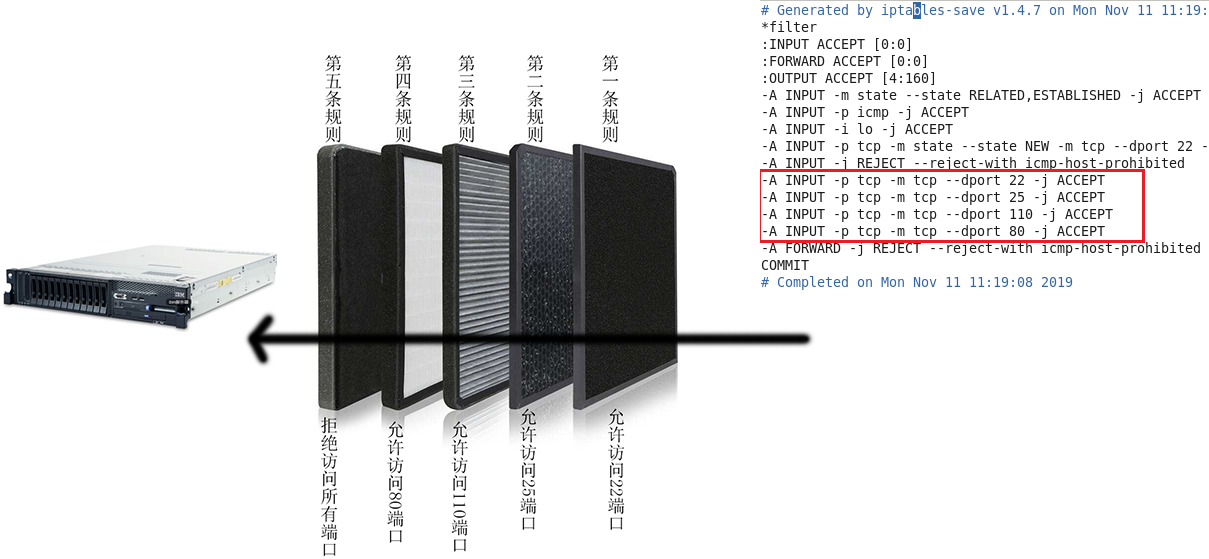 # Generated by iptables-save v1.4.7 on Mon Nov 11 11:19:
*filter
:INPUT ACCEPT [0:0]
:FORWARD ACCEPT [0:0]
:OUTPUT ACCEPT [4:160]
-A INPUT -m state --state RELATED,ESTABLISHED -j ACCEPT
-A INPUT -p icmp -j ACCEPT
-A INPUT -i lo -j ACCEPT
-A INPUT -p tcp -m state --state NEW -m tcp --dport 22 -
-A INPUT -j REJECT --reject-with icmp-host-prohibited
-A INPUT -p tcp -m tcp --dport 22 -j ACCEPT
-A INPUT -p tcp -m tcp --dport 25 -j ACCEPT
-A INPUT -p tcp -m tcp --dport 110 -j ACCEPT
-A INPUT -p tcp -m tcp --dport 80 -j ACCEPT
-A FORWARD -j REJECT --reject-with icmp-host-prohibited
COMMIT
# Completed on Mon Nov 11 11:19:08 2019
第一条规则
第二条规则
第三条规则
第四条规则
第五条规则
允许访问22端口
允许访问25端口
允许访问110端口
允许访问80端口
拒绝访问所有端口